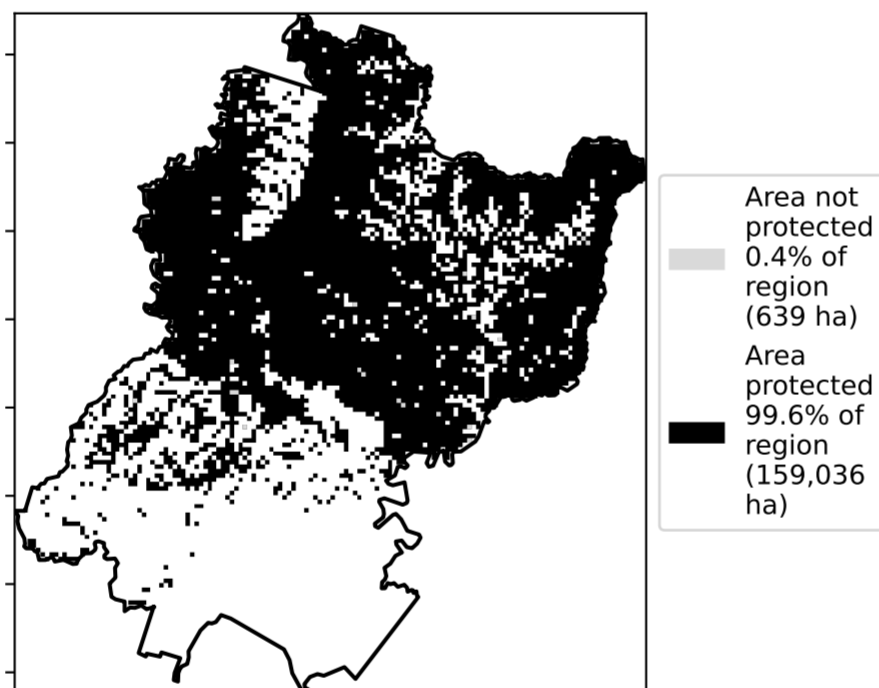 Area not
protected
0.4% of
region
(639 ha)
Area
protected
99.6% of
region
(159,036
ha)